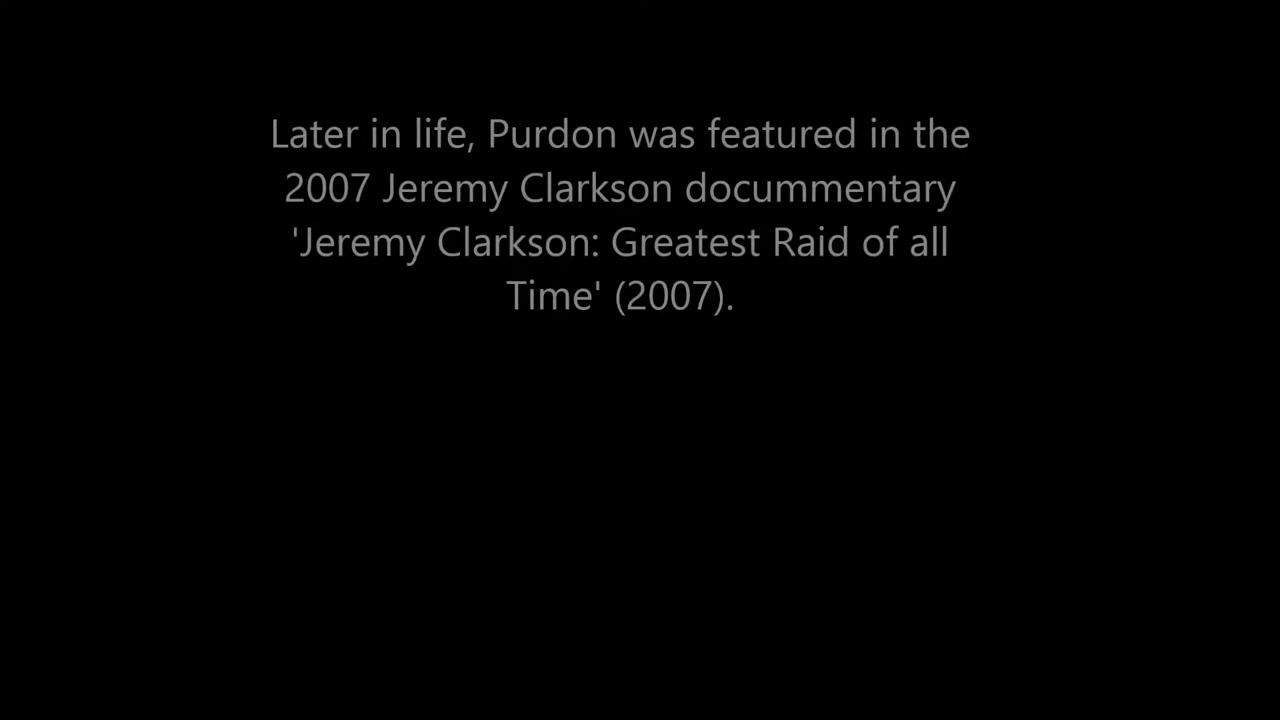 Later in life, Purdon was featured in the
2007 Jeremy Clarkson docummentary
'Jeremy Clarkson: Greatest Raid of all
Time' (2007).